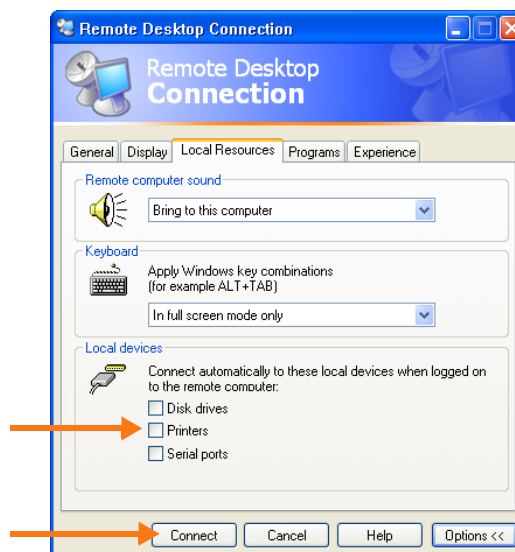 Remote Desktop Connection
Remote Desktop
Connection
General Display Local Resources Programs Experience
Remote computer sound
Bring to this computer
Keyboard
Apply Windows key combinations
(for example ALT+TAB)
In full screen mode only
Local devices
Connect automatically to these local devices when logged on
to the remote computer:
Disk drives
Printers
Serial ports
Connect Cancel Help Options <<